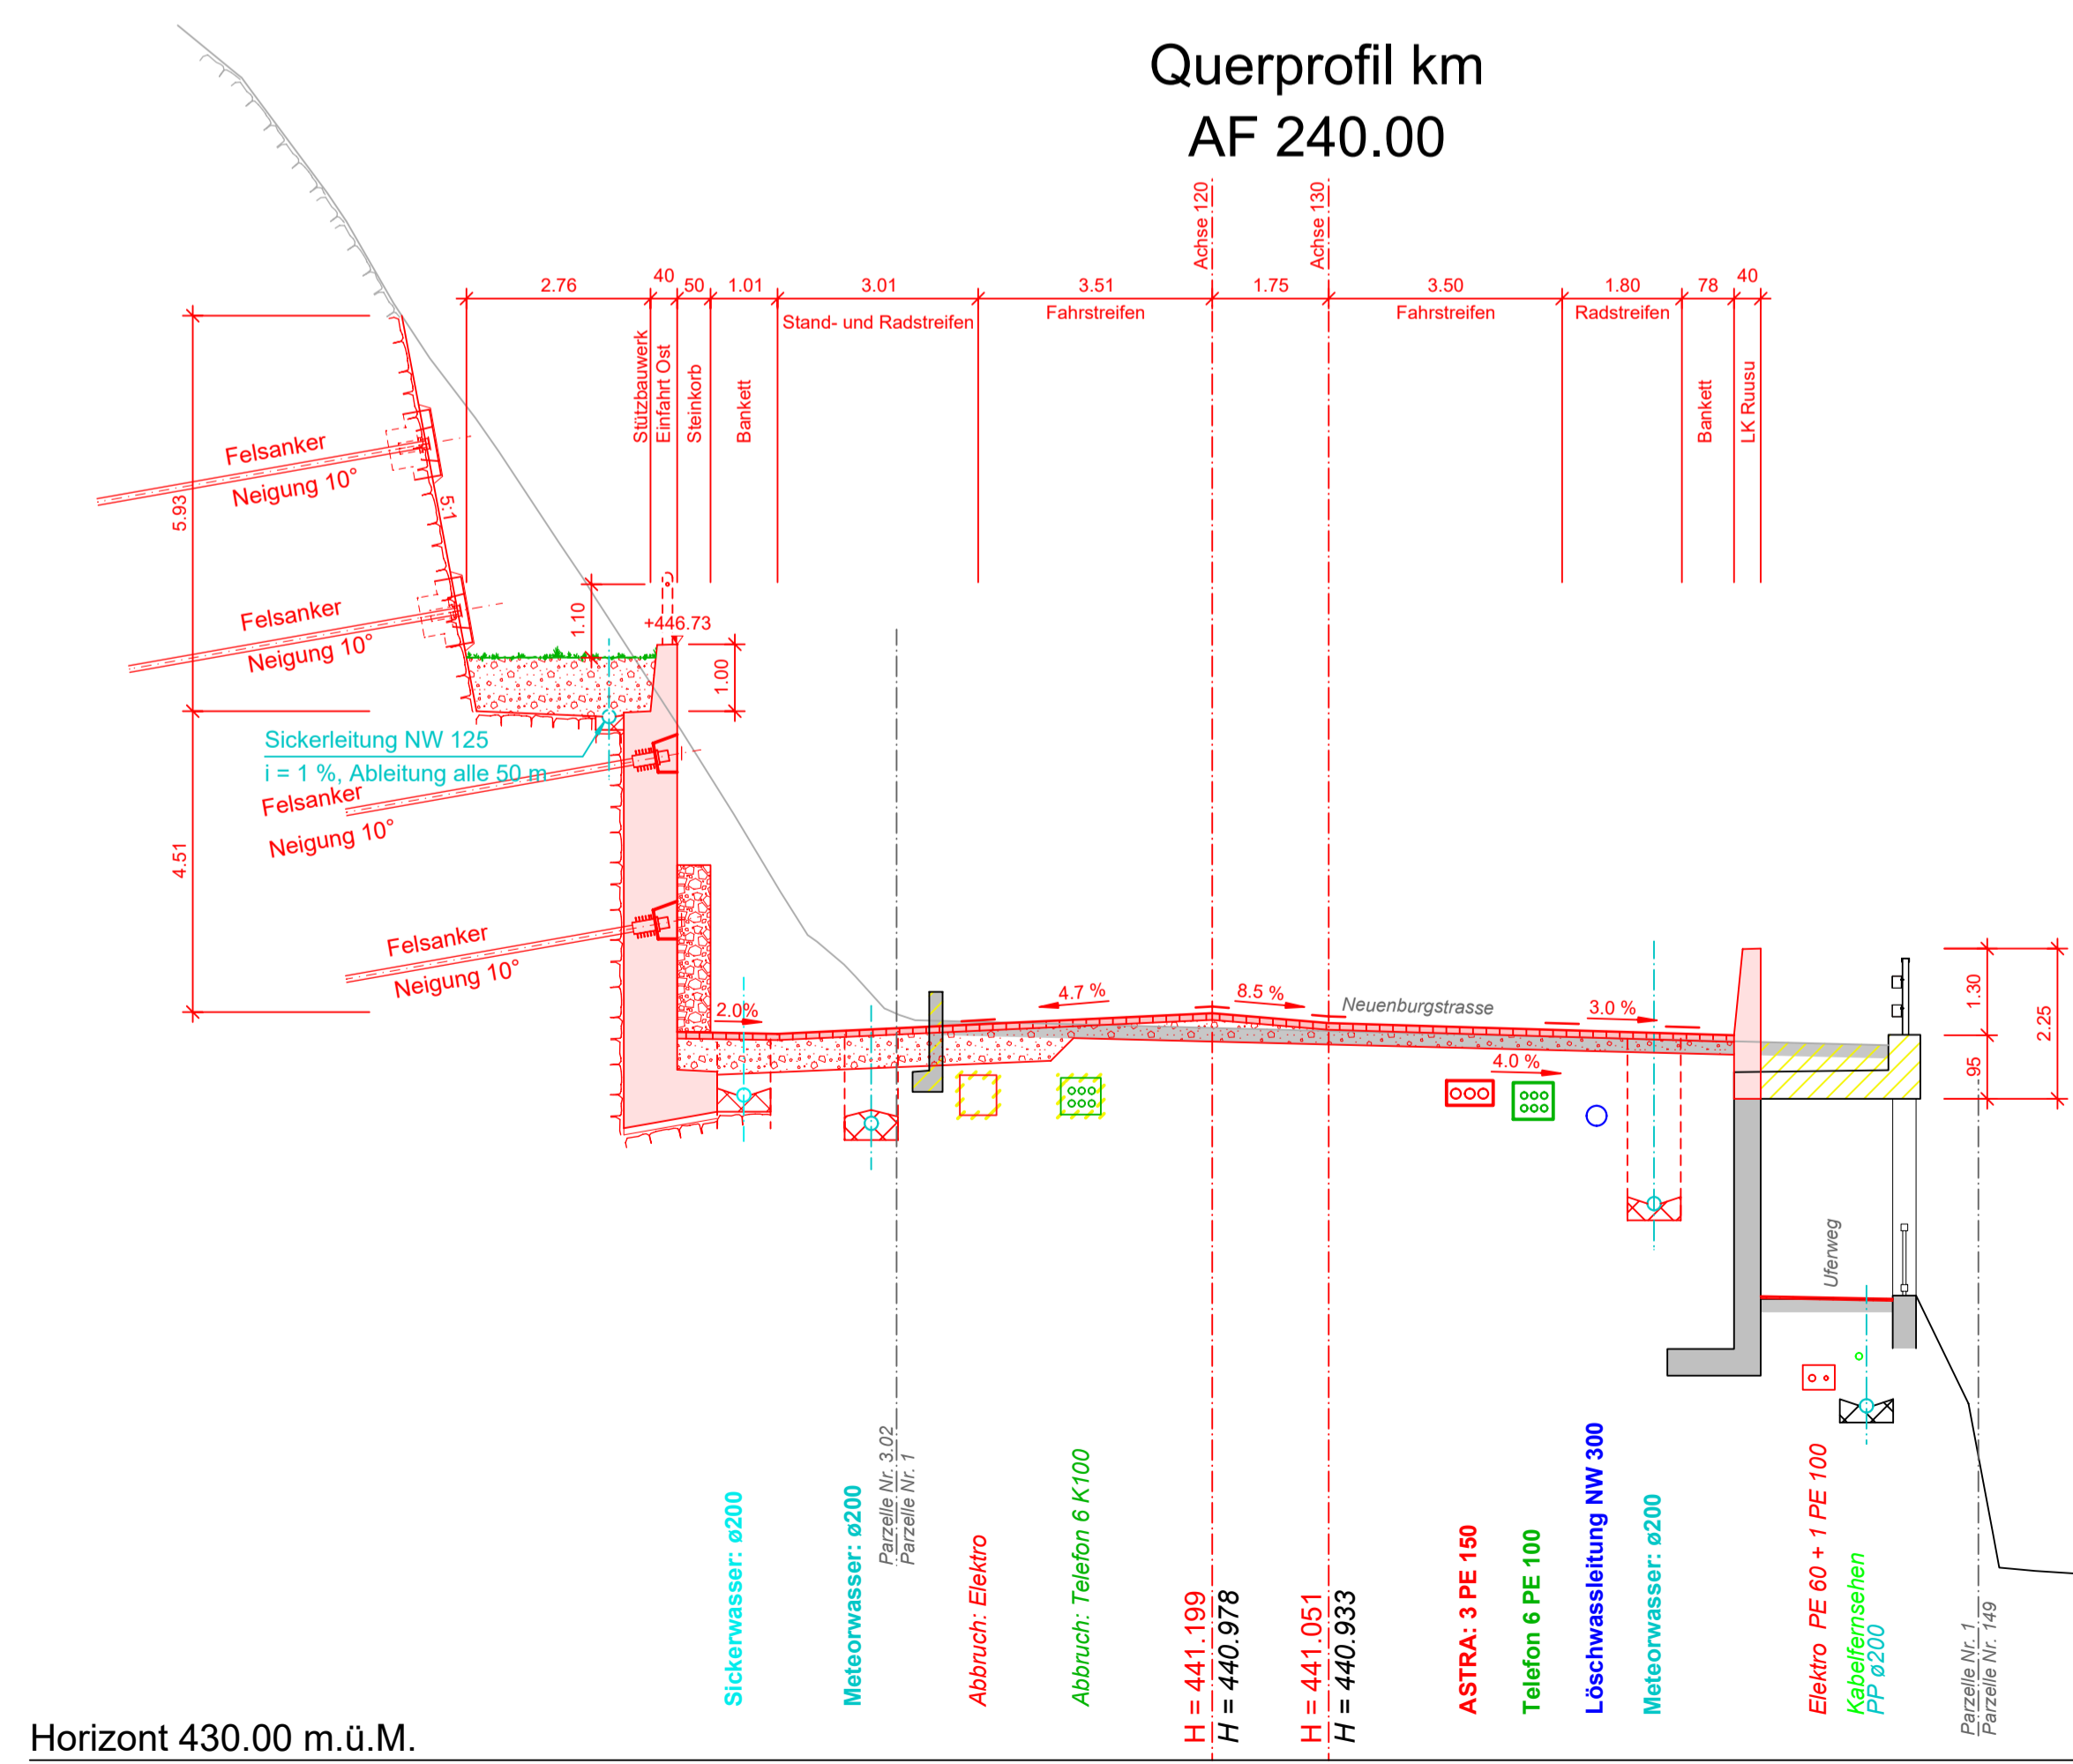 Querprofil km
AF 240.00
Achse 120
Achse 130
2.76
40
50
1.01
3.01
3.51
1.75
3.50
1.80
78
40
Stand- und Radstreifen
Fahrstreifen
Fahrstreifen
Radstreifen
Stützbauwerk
Einfahrt Ost
Steinkorb
Bankett
Bankett
LK Ruusu
Felsanker
Neigung 10°
5.93
5:1
Felsanker
Neigung 10°
1.10
+446.73
1.00
Sickerleitung NW 125
i = 1 %, Ableitung alle 50 m
Felsanker
Neigung 10°
4.51
Felsanker
Neigung 10°
2.0%
4.7 %
8.5 %
Neuenburgstrasse
3.0 %
4.0 %
1.30
2.25
95
Uferweg
Sickerwasser: ø200
Meteorwasser: ø200
Parzelle Nr. 3.02
Parzelle Nr. 1
Abbruch: Elektro
Abbruch: Telefon 6 K100
H = 441.199
H = 440.978
H = 441.051
H = 440.933
ASTRA: 3 PE 150
Telefon 6 PE 100
Löschwassleitung NW 300
Meteorwasser: ø200
Elektro PE 60 + 1 PE 100
Kabelfernsehen
PP ø200
Parzelle Nr. 1
Parzelle Nr. 149
Horizont 430.00 m.ü.M.